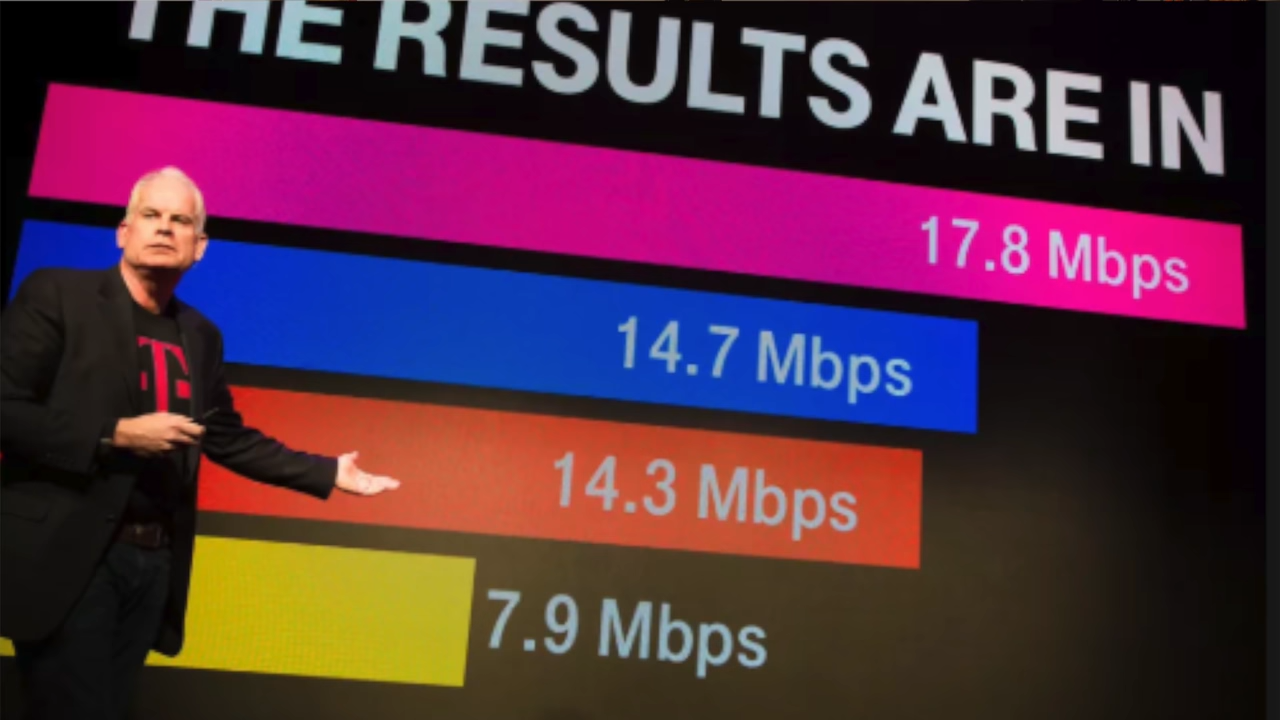 THE RESULTS ARE IN
17.8 Mbps
14.7 Mbps
14.3 Mbps
7.9 Mbps
T